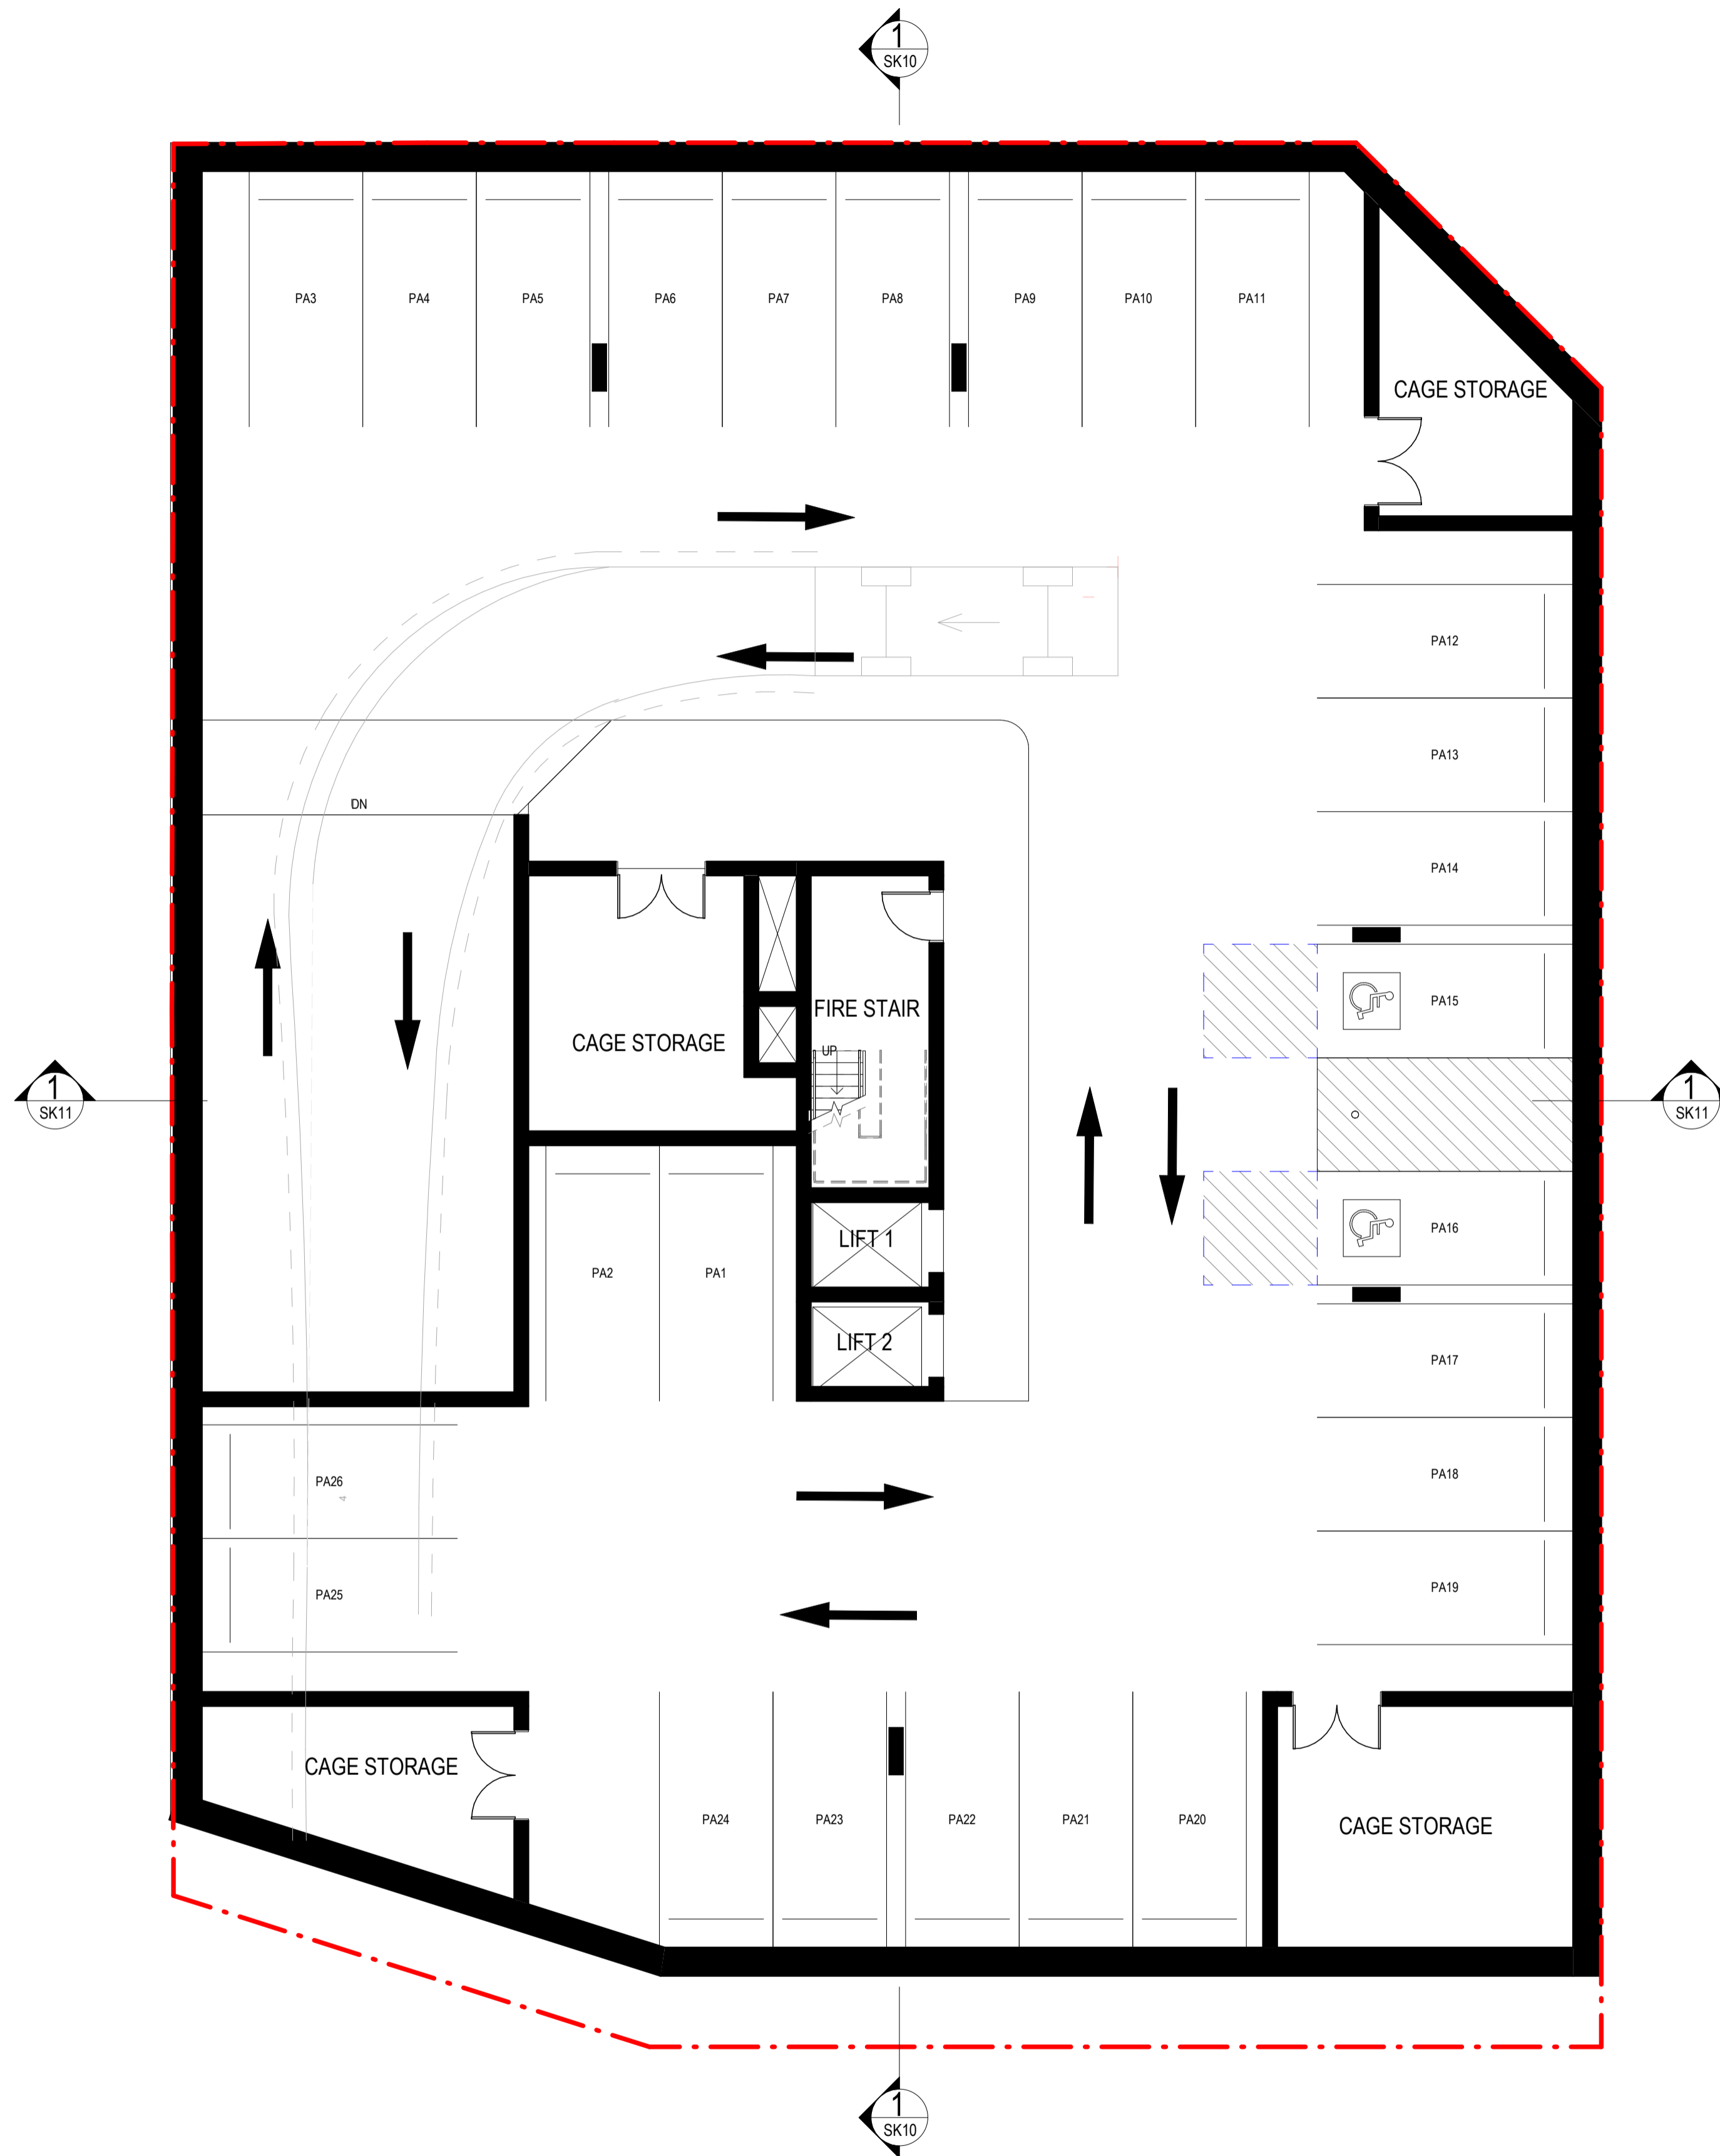 1
SK10
PA3
PA4
PA5
PA6
PA7
PA8
PA9
PA10
PA11
CAGE STORAGE
PA12
PA13
DN
PA14
PA15
FIRE STAIR
CAGE STORAGE
UP
1
SK11
1
SK11
PA16
LIFT 1
PA2
PA1
LIFT 2
PA17
PA18
PA26
4
PA25
PA19
CAGE STORAGE
PA24
PA23
PA22
PA21
PA20
CAGE STORAGE
1
SK10